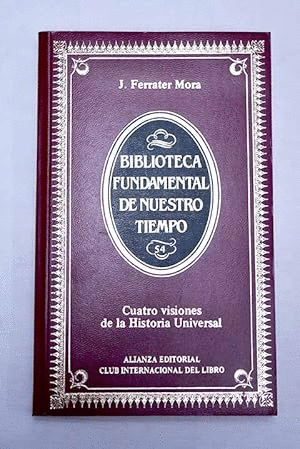 J. Ferrater Mora
BIBLIOTECA
FUNDAMENTAL
DE NUESTRO
TIEMPO
54
Cuatro visiones
de la Historia Universal
ALIANZA EDITORIAL
CLUB INTERNACIONAL DEL LIBRO